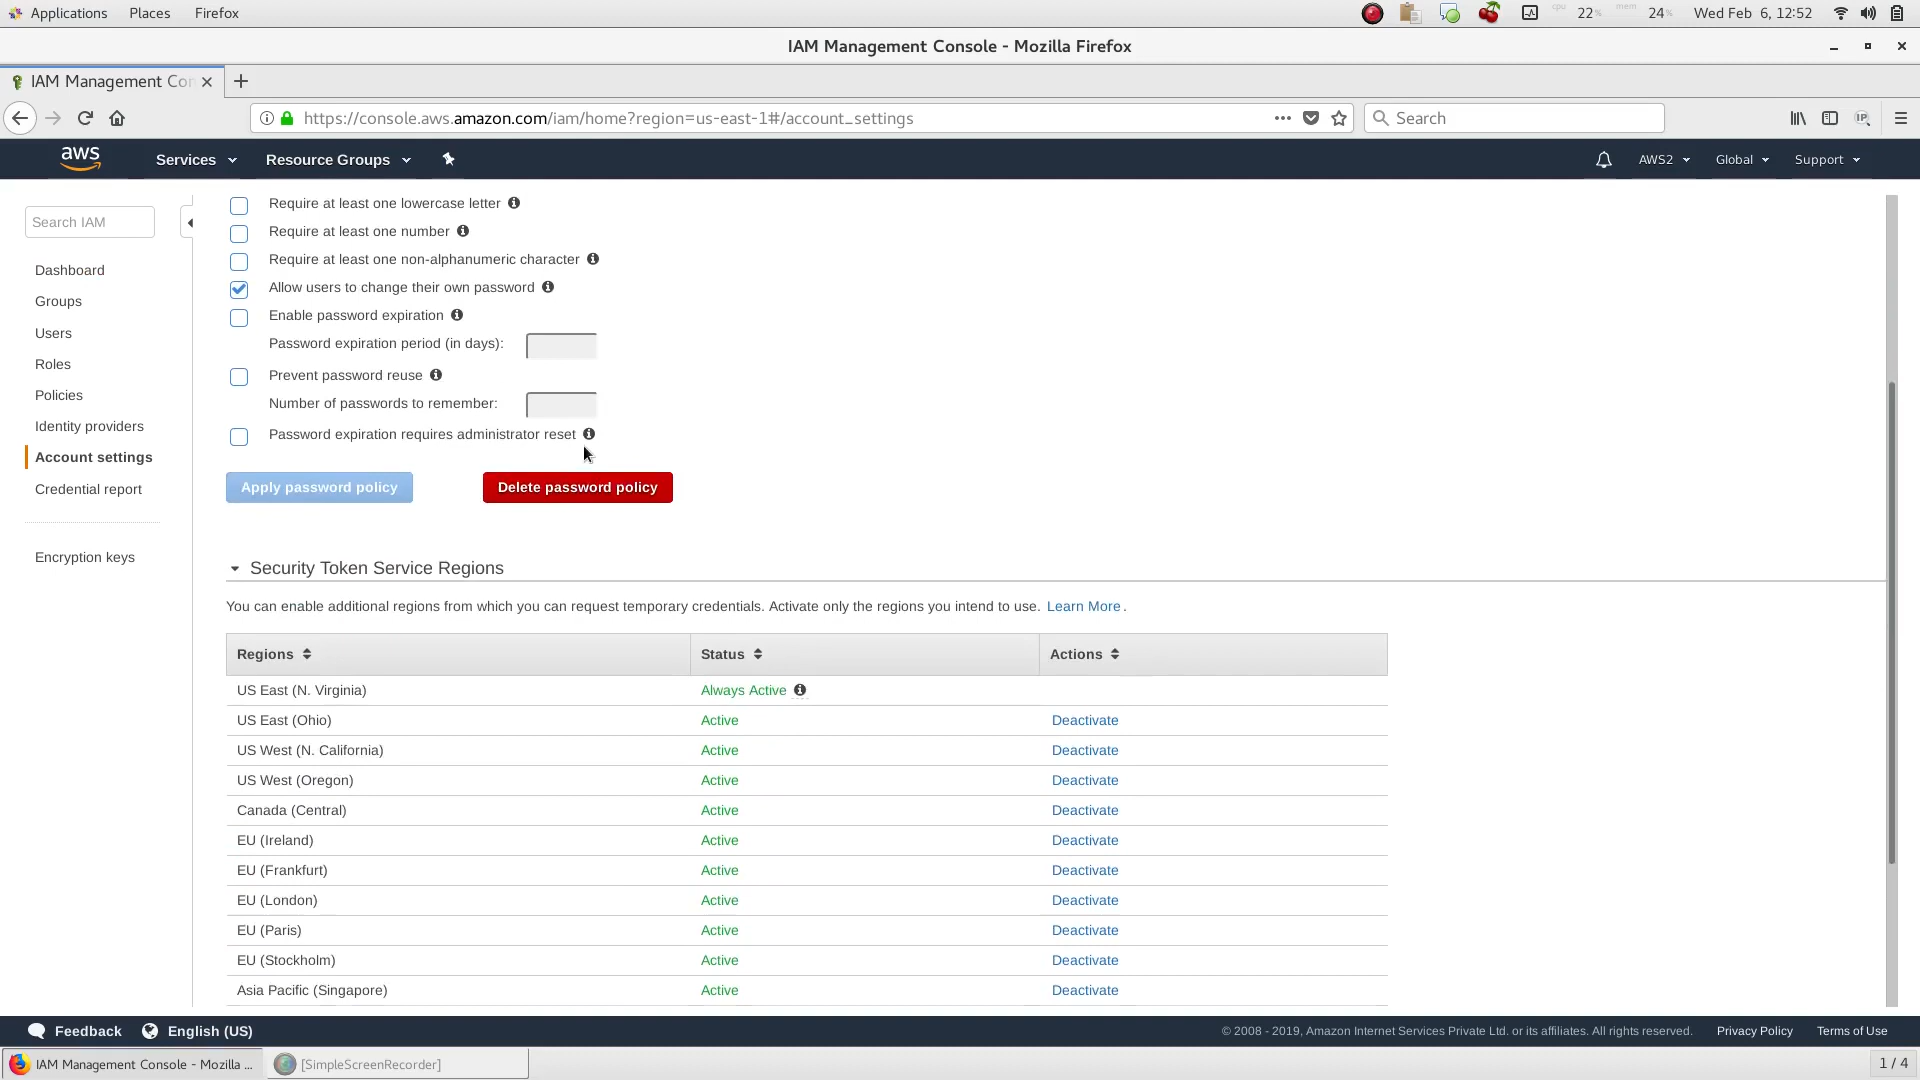 Applications Places Firefox
cpu 22% mem 24% Wed Feb 6, 12:52
IAM Management Console - Mozilla Firefox
IAM Management Con
https://console.aws.amazon.com/iam/home?region=us-east-1#/account_settings
Search
IP
aws Services Resource Groups AWS2 Global Support
Search IAM
Dashboard
Groups
Users
Roles
Policies
Identity providers
Account settings
Credential report
Encryption keys
Require at least one lowercase letter
Require at least one number
Require at least one non-alphanumeric character
Allow users to change their own password
Enable password expiration
Password expiration period (in days):
Prevent password reuse
Number of passwords to remember:
Password expiration requires administrator reset
Apply password policy Delete password policy
Security Token Service Regions
You can enable additional regions from which you can request temporary credentials. Activate only the regions you intend to use. Learn More.
Regions Status Actions
US East (N. Virginia) Always Active
US East (Ohio) Active Deactivate
US West (N. California) Active Deactivate
US West (Oregon) Active Deactivate
Canada (Central) Active Deactivate
EU (Ireland) Active Deactivate
EU (Frankfurt) Active Deactivate
EU (London) Active Deactivate
EU (Paris) Active Deactivate
EU (Stockholm) Active Deactivate
Asia Pacific (Singapore) Active Deactivate
Feedback English (US) © 2008 - 2019, Amazon Internet Services Private Ltd. or its affiliates. All rights reserved. Privacy Policy Terms of Use
IAM Management Console - Mozilla ... [SimpleScreenRecorder] 1 / 4